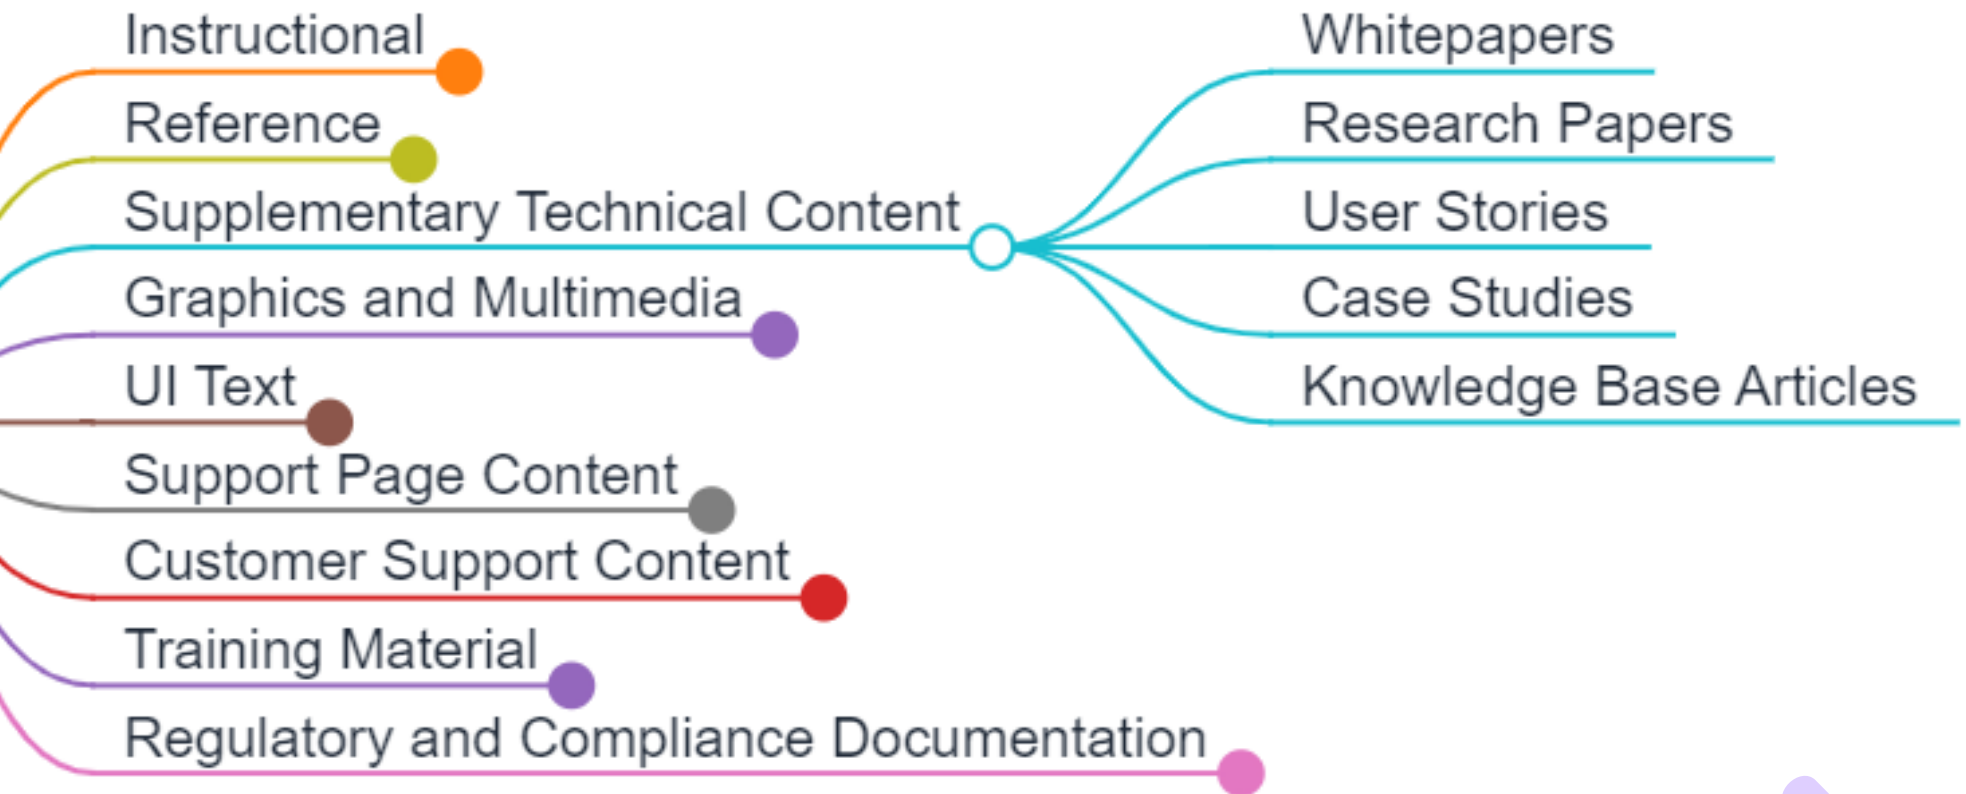 Instructional
Reference
Supplementary Technical Content
Graphics and Multimedia
UI Text
Support Page Content
Customer Support Content
Training Material
Regulatory and Compliance Documentation
Whitepapers
Research Papers
User Stories
Case Studies
Knowledge Base Articles